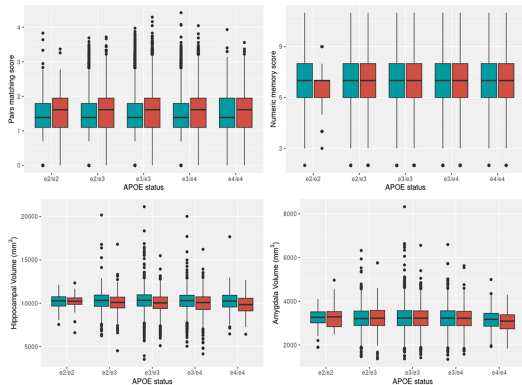 Pairs matching score
4
3
2
1
0
e2/e2
e2/e3
e3/e3
e3/e4
e4/e4
APOE status
Numeric memory score
9
6
3
e2/e2
e2/e3
e3/e3
e3/e4
e4/e4
APOE status
Hippocampal Volume (mm³)
20000
15000
10000
5000
e2/e2
e2/e3
e3/e3
e3/e4
e4/e4
APOE status
Amygdala Volume (mm³)
8000
6000
4000
2000
e2/e2
e2/e3
e3/e3
e3/e4
e4/e4
APOE status